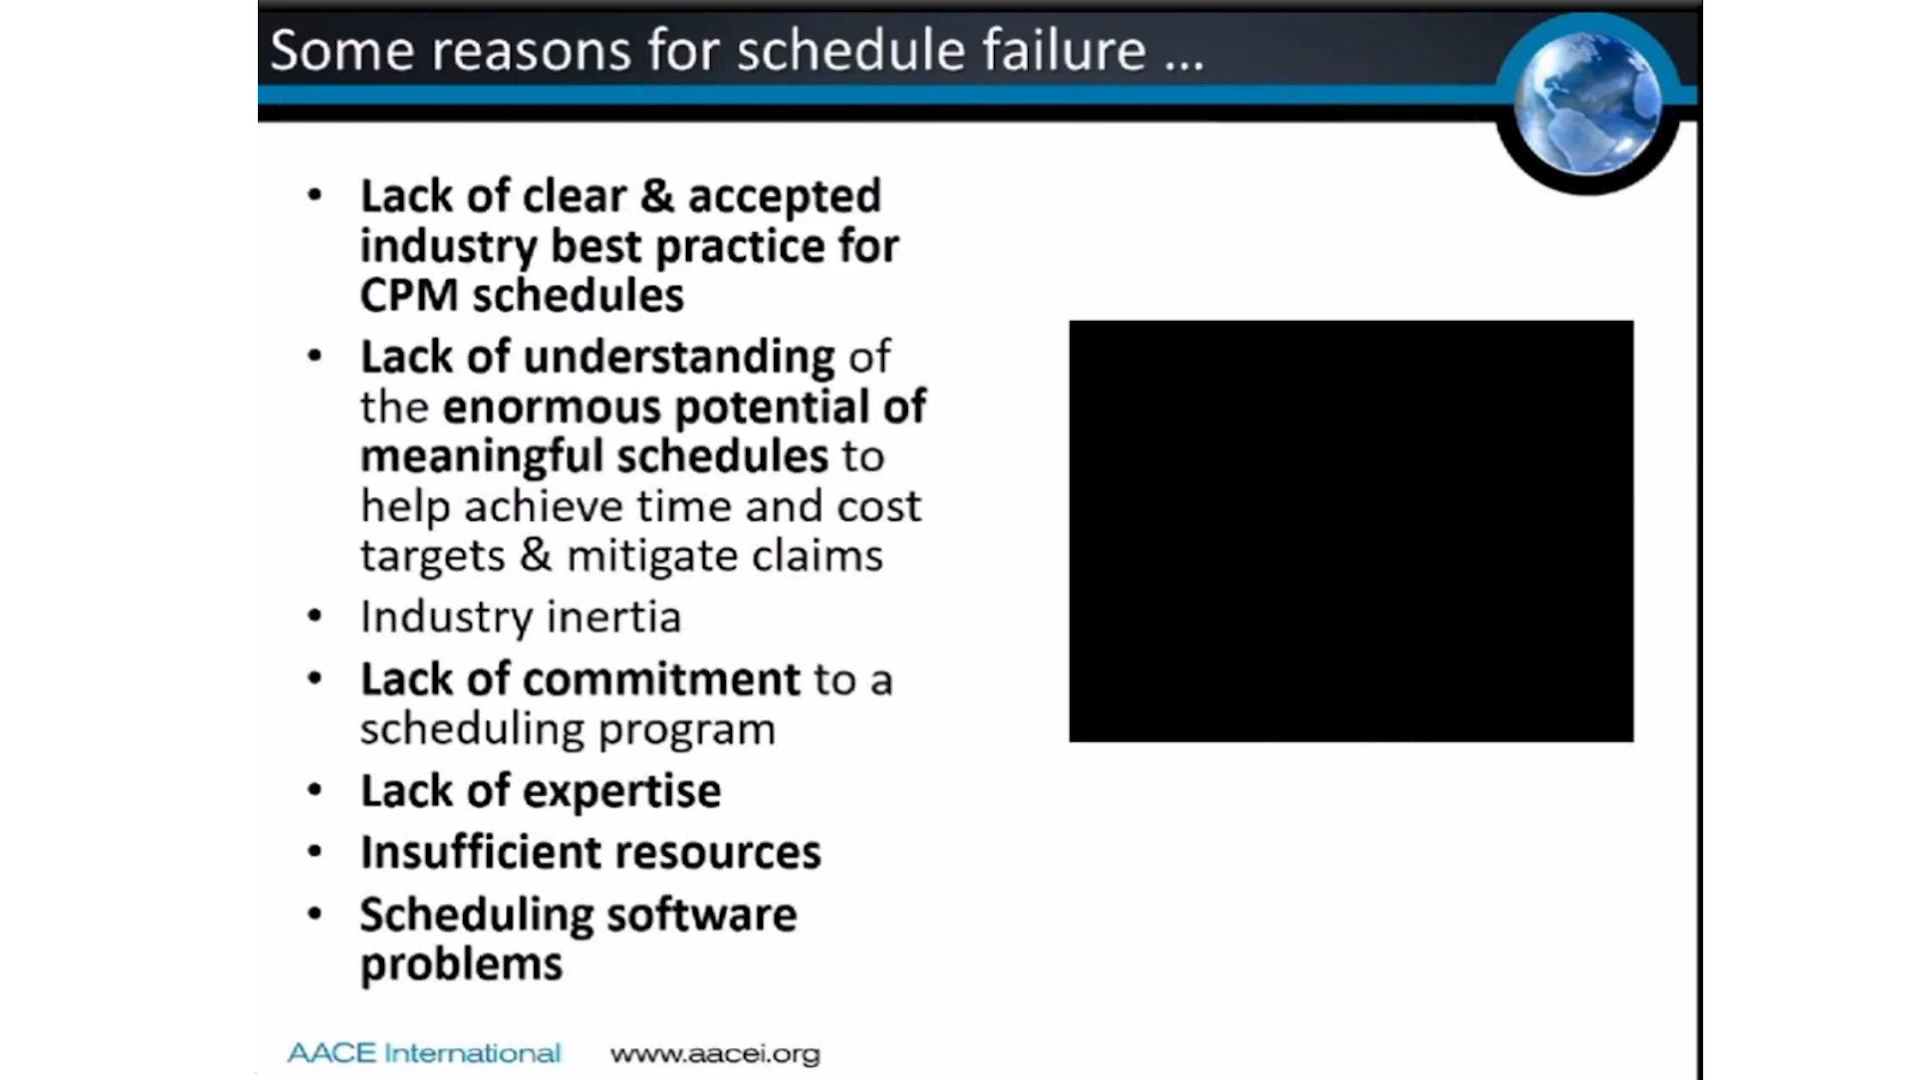 Some reasons for schedule failure ...
• Lack of clear & accepted
industry best practice for
CPM schedules
• Lack of understanding of
the enormous potential of
meaningful schedules to
help achieve time and cost
targets & mitigate claims
• Industry inertia
• Lack of commitment to a
scheduling program
• Lack of expertise
• Insufficient resources
• Scheduling software
problems
AACE International www.aacei.org